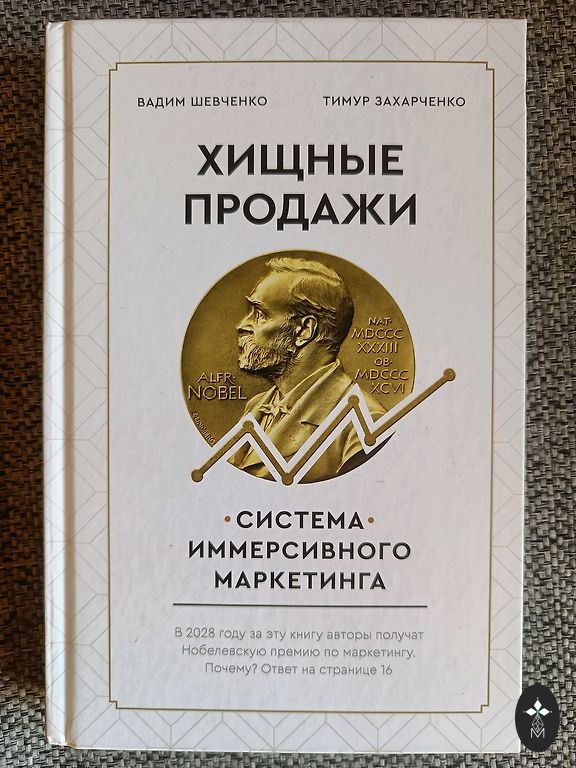 ВАДИМ ШЕВЧЕНКО ТИМУР ЗАХАРЧЕНКО
ХИЩНЫЕ
ПРОДАЖИ
ALFR·
NOBEL
NAT·
MDCCC
XXXIII
OB·
MDCCC
XCVI
•СИСТЕМА•
ИММЕРСИВНОГО
МАРКЕТИНГА
В 2028 году за эту книгу авторы получат
Нобелевскую премию по маркетингу.
Почему? Ответ на странице 16
М